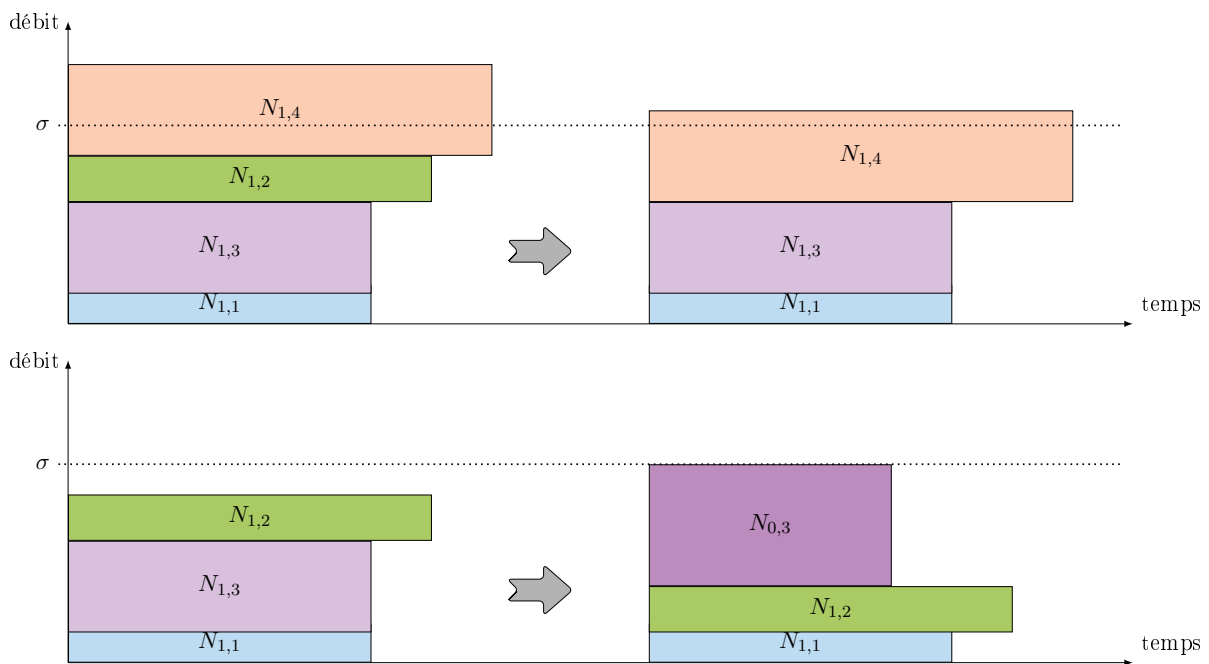 débit
N1,4
σ
N1,4
N1,2
N1,3
N1,3
N1,1
N1,1
temps
débit
σ
N1,2
N0,3
N1,3
N1,2
N1,1
N1,1
temps